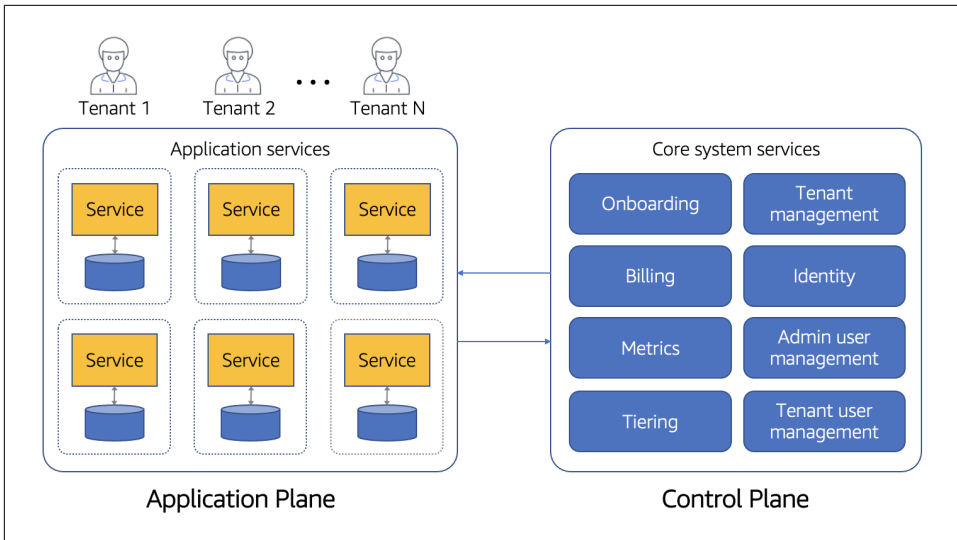 Tenant 1
Tenant 2
...
Tenant N
Application services
Service
Service
Service
Service
Service
Service
Application Plane
Core system services
Onboarding
Tenant
management
Billing
Identity
Metrics
Admin user
management
Tiering
Tenant user
management
Control Plane